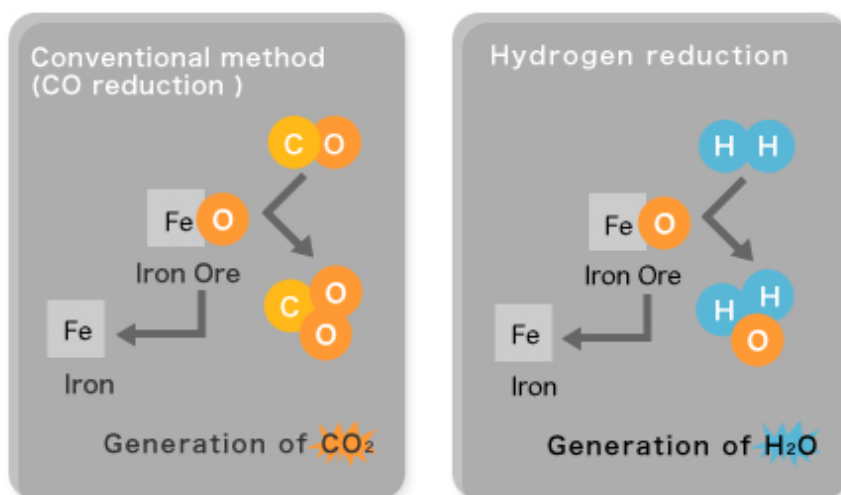 Conventional method
(CO reduction )
C O
Fe O
Iron Ore
C O
O
Fe
Iron
Generation of CO₂
Hydrogen reduction
H H
Fe O
Iron Ore
H H
O
Fe
Iron
Generation of H₂O